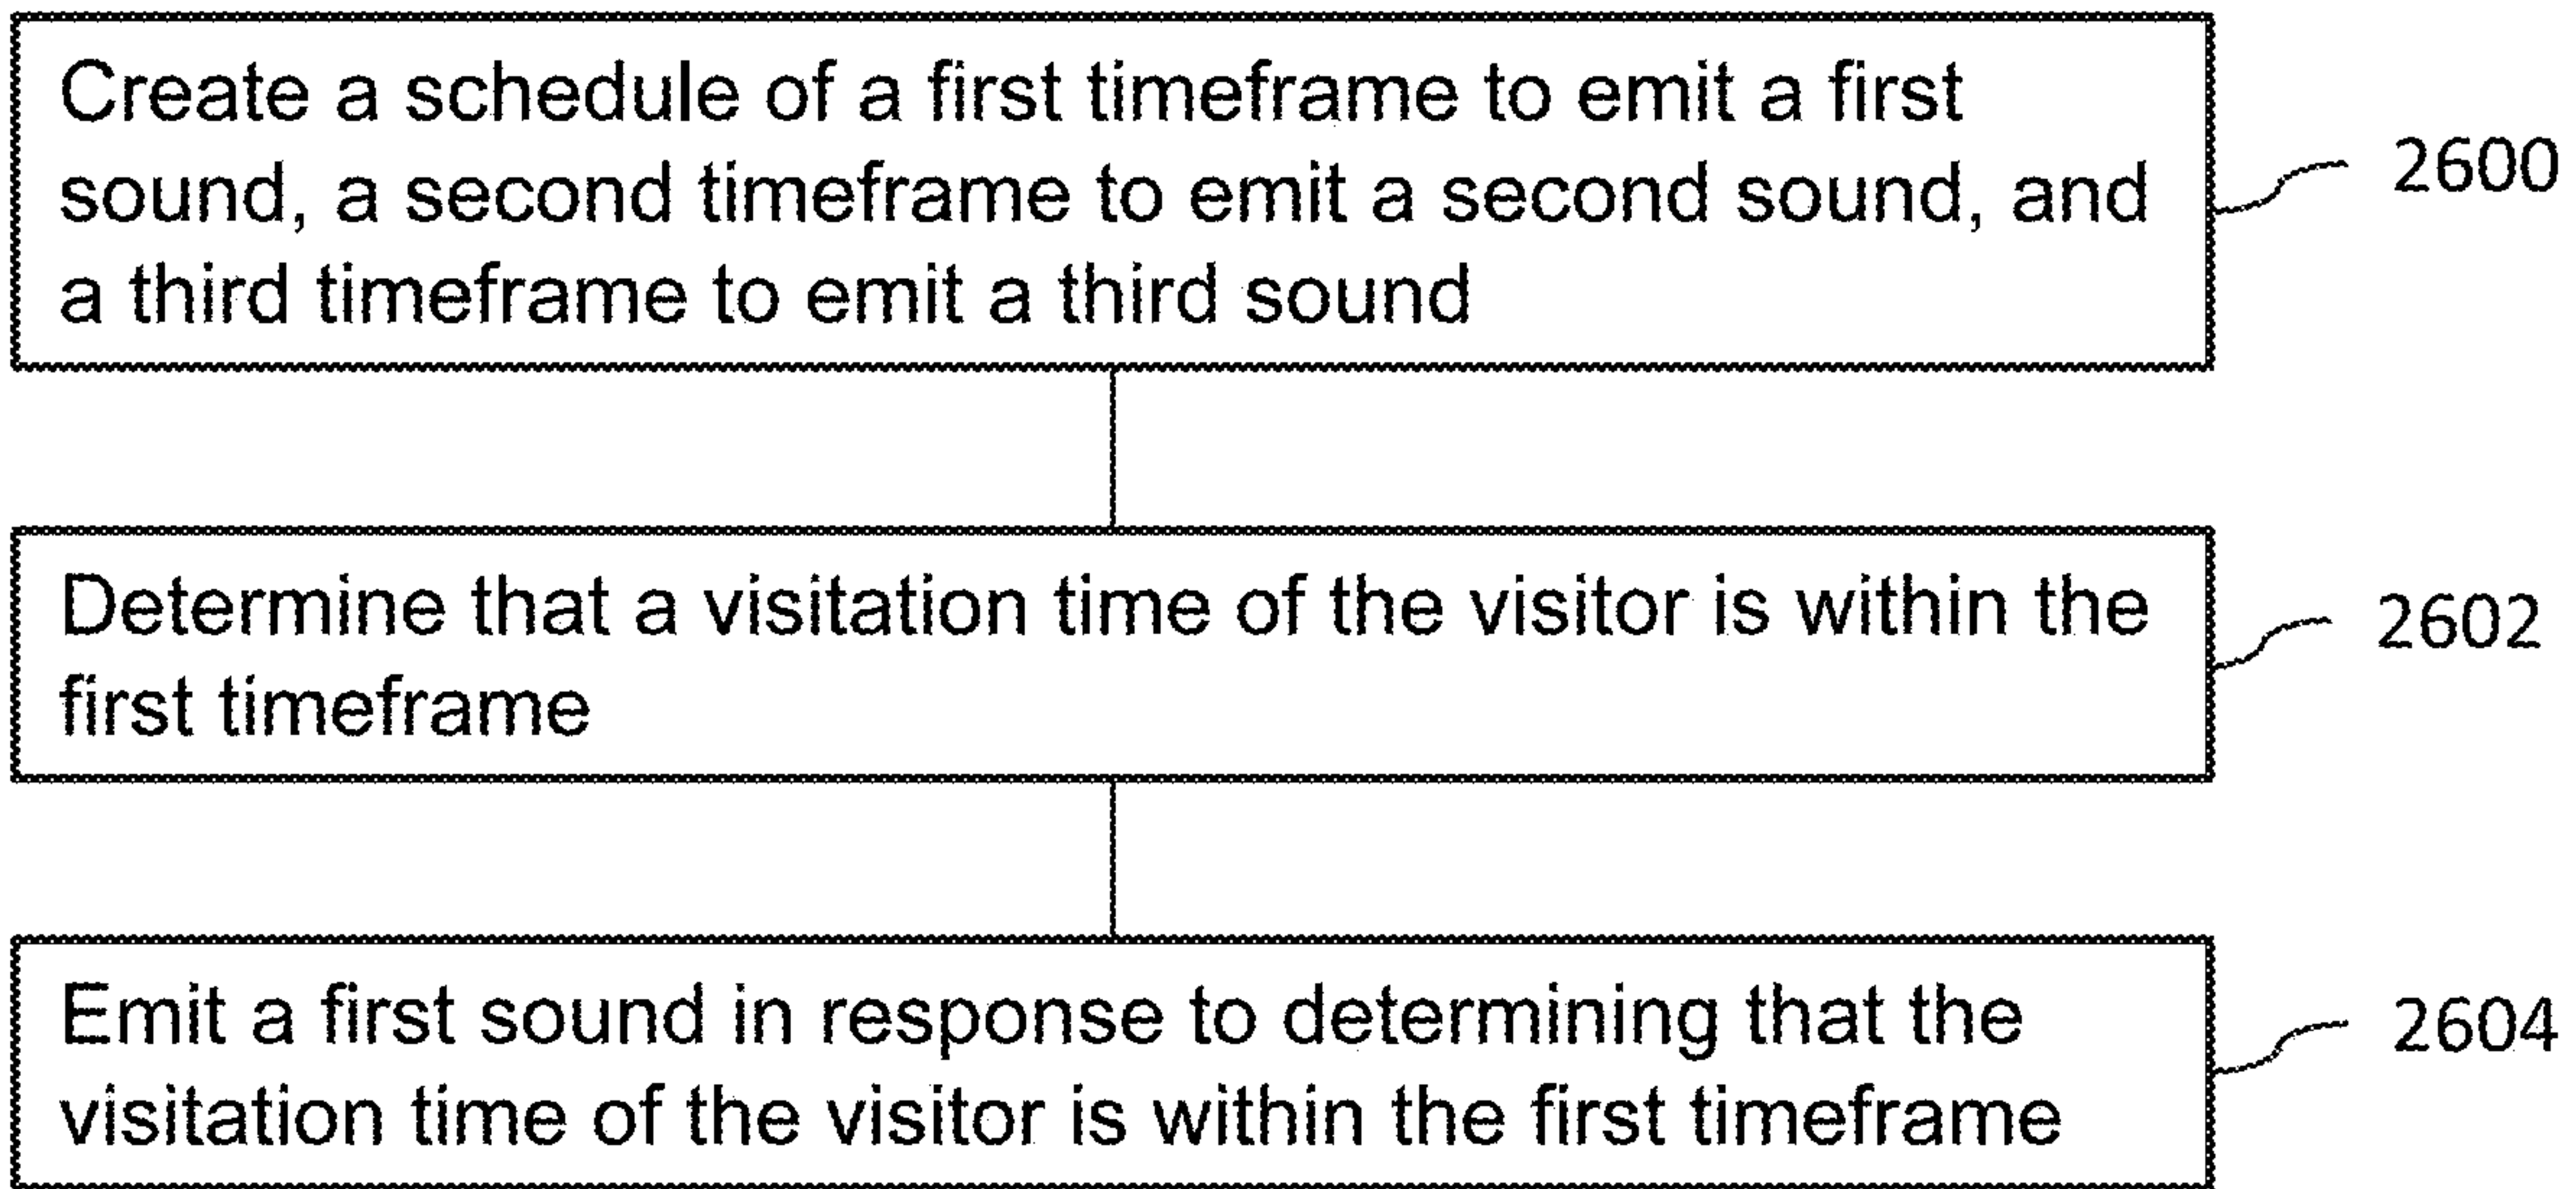 Create a schedule of a first timeframe to emit a first
sound, a second timeframe to emit a second sound, and
a third timeframe to emit a third sound
2600
Determine that a visitation time of the visitor is within the
first timeframe
2602
Emit a first sound in response to determining that the
visitation time of the visitor is within the first timeframe
2604